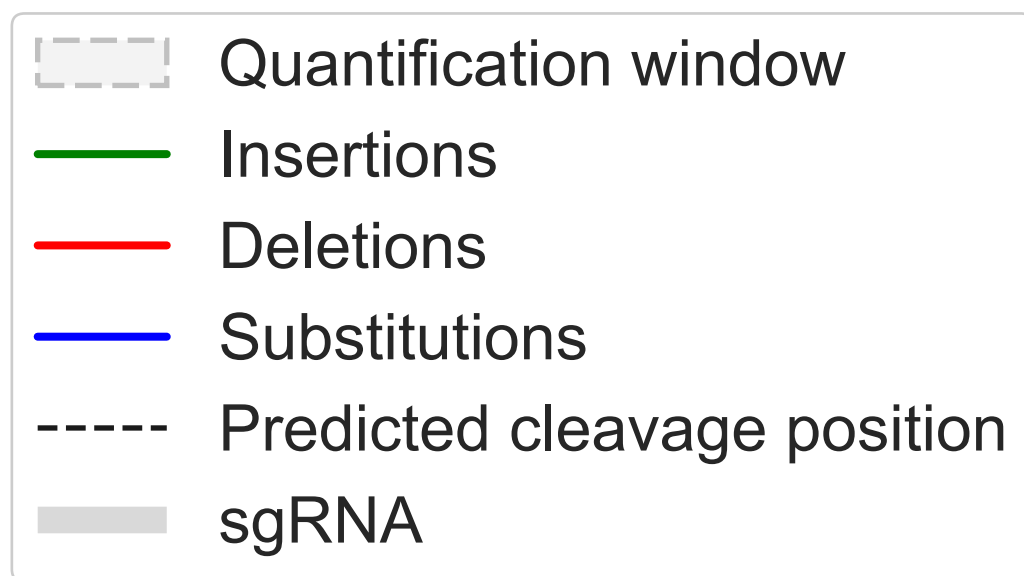 Quantification window
Insertions
Deletions
Substitutions
Predicted cleavage position
sgRNA